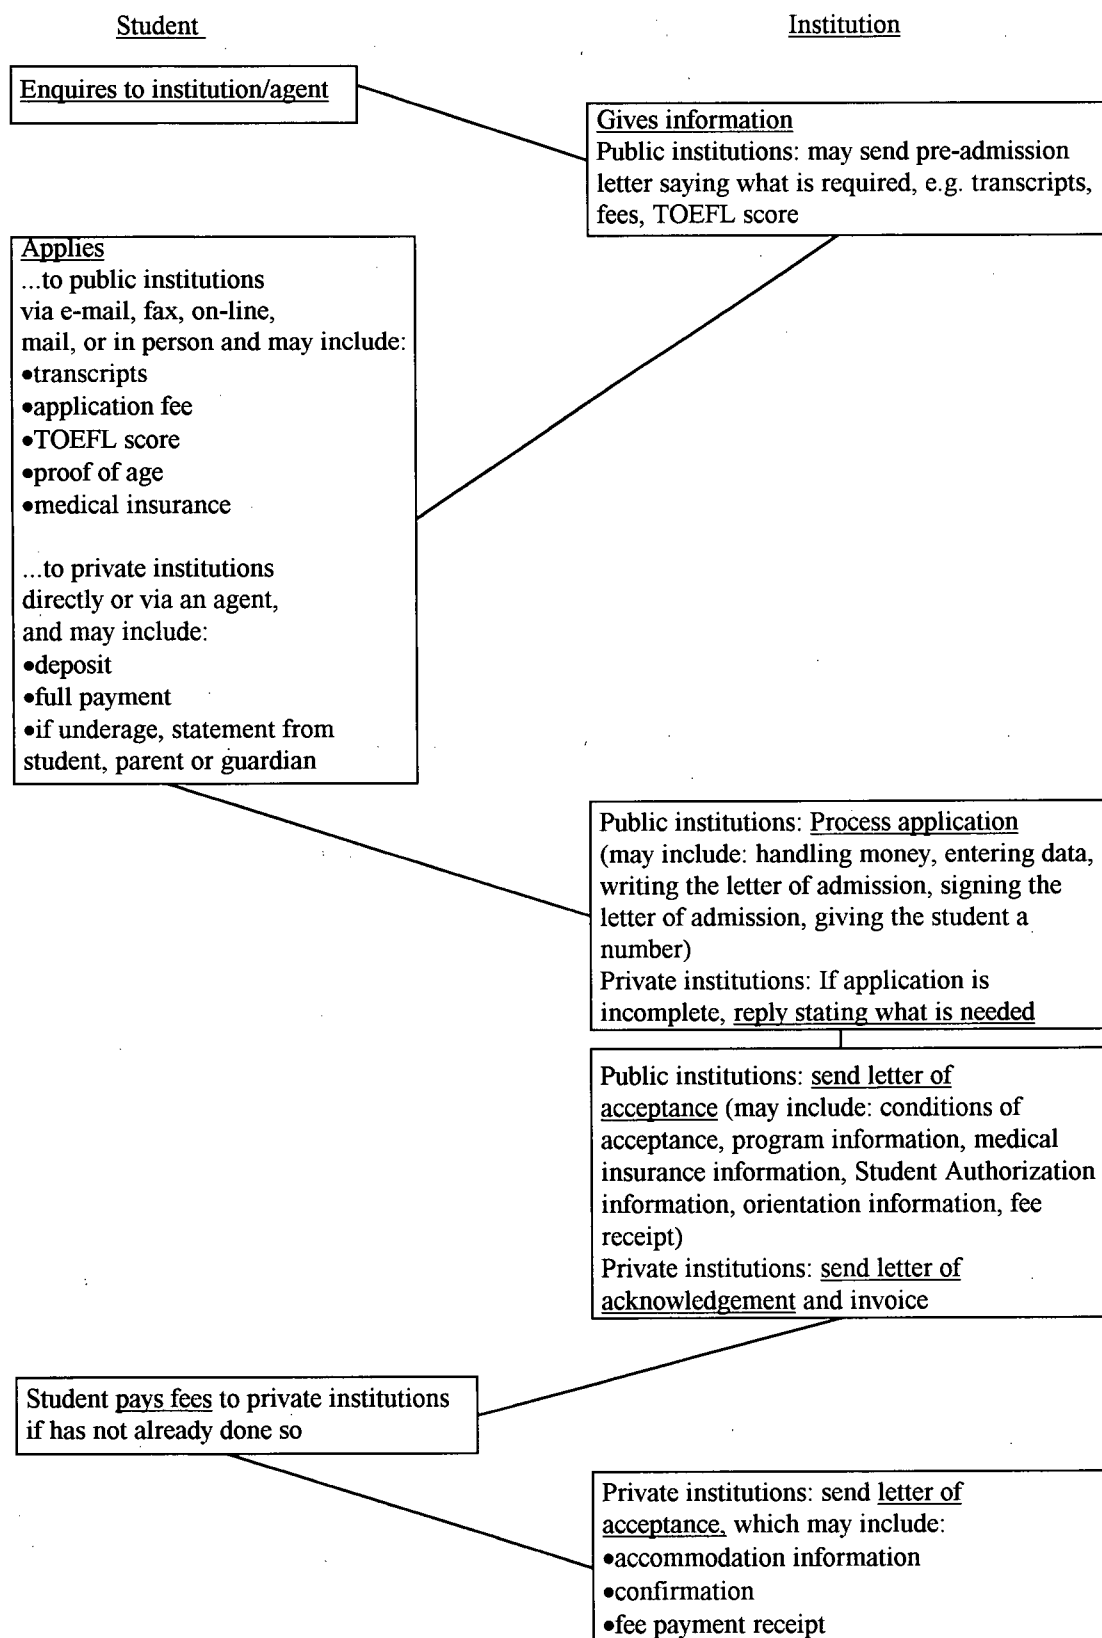 Student
Institution
Enquires to institution/agent
Gives information
Public institutions: may send pre-admission
letter saying what is required, e.g. transcripts,
fees, TOEFL score
Applies
...to public institutions
via e-mail, fax, on-line,
mail, or in person and may include:
•transcripts
•application fee
•TOEFL score
•proof of age
•medical insurance
...to private institutions
directly or via an agent,
and may include:
•deposit
•full payment
•if underage, statement from
student, parent or guardian
Public institutions: Process application
(may include: handling money, entering data,
writing the letter of admission, signing the
letter of admission, giving the student a
number)
Private institutions: If application is
incomplete, reply stating what is needed
Public institutions: send letter of
acceptance (may include: conditions of
acceptance, program information, medical
insurance information, Student Authorization
information, orientation information, fee
receipt)
Private institutions: send letter of
acknowledgement and invoice
Student pays fees to private institutions
if has not already done so
Private institutions: send letter of
acceptance, which may include:
•accommodation information
•confirmation
•fee payment receipt